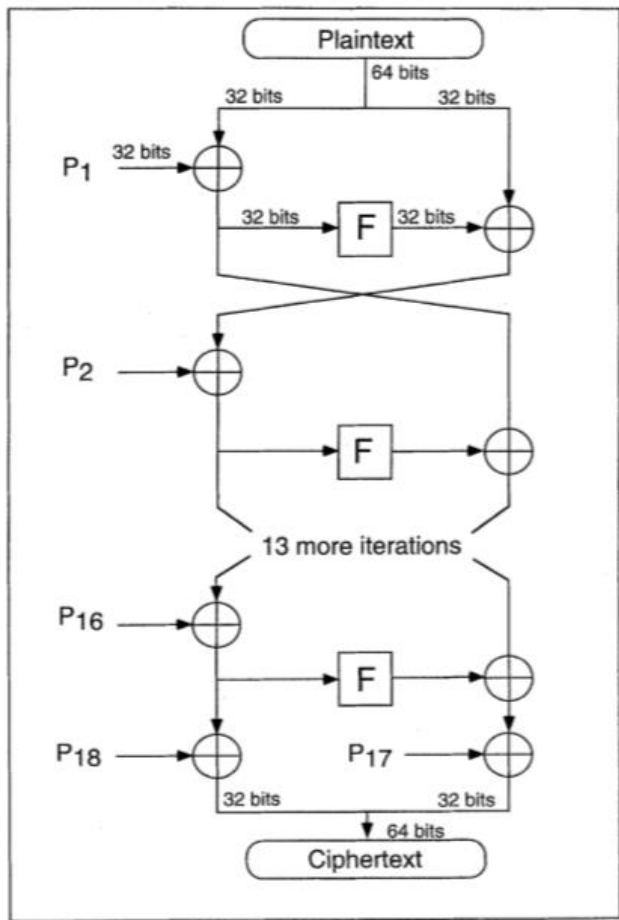 Plaintext
64 bits
32 bits 32 bits
P1 32 bits
32 bits F 32 bits
P2
F
13 more iterations
P16
F
P18 P17
32 bits 32 bits
64 bits
Ciphertext